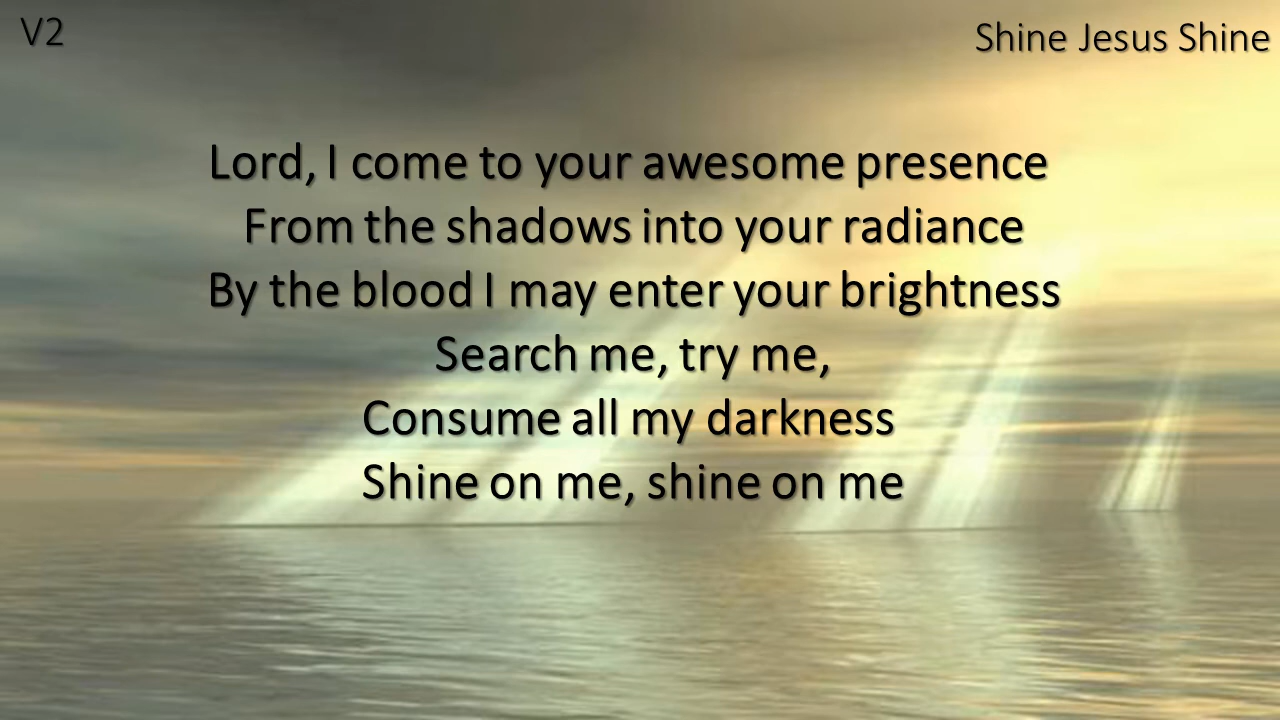 V2
Shine Jesus Shine
Lord, I come to your awesome presence
From the shadows into your radiance
By the blood I may enter your brightness
Search me, try me,
Consume all my darkness
Shine on me, shine on me